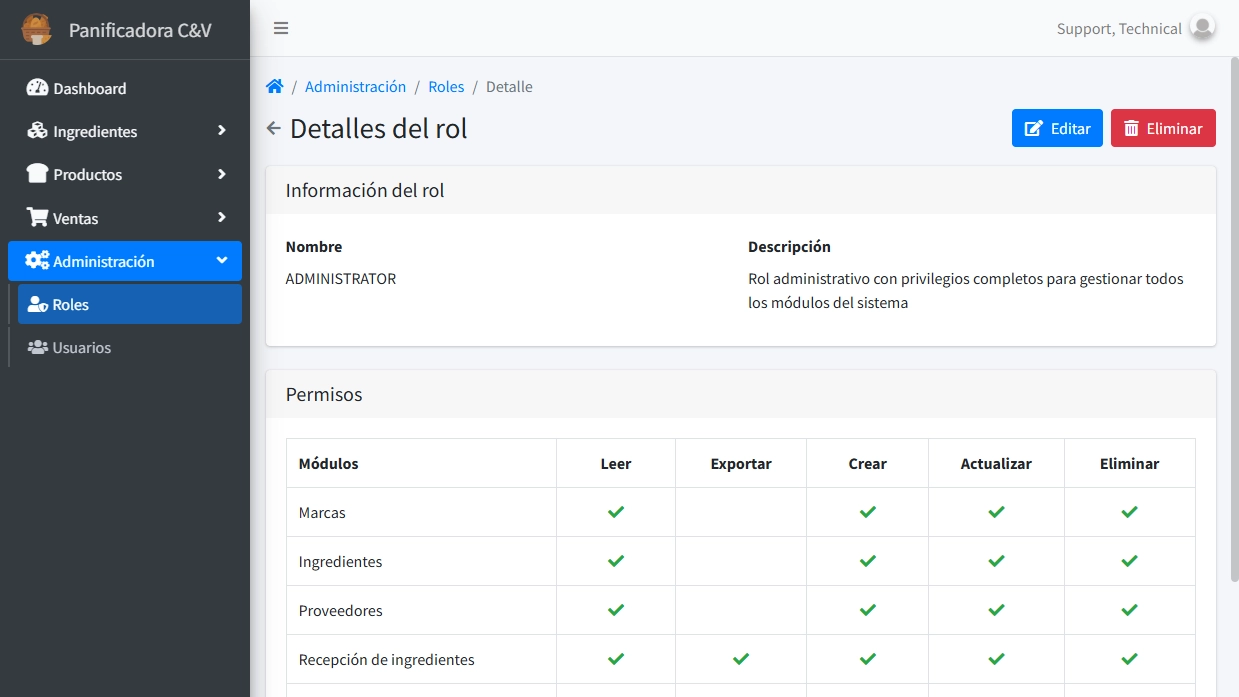 Panificadora C&V
Support, Technical
Dashboard
Ingredientes
Productos
Ventas
Administración
Roles
Usuarios
/ Administración / Roles / Detalle
Detalles del rol
Editar
Eliminar
Información del rol
Nombre
ADMINISTRATOR
Descripción
Rol administrativo con privilegios completos para gestionar todos
los módulos del sistema
Permisos
Módulos Leer Exportar Crear Actualizar Eliminar
Marcas
Ingredientes
Proveedores
Recepción de ingredientes